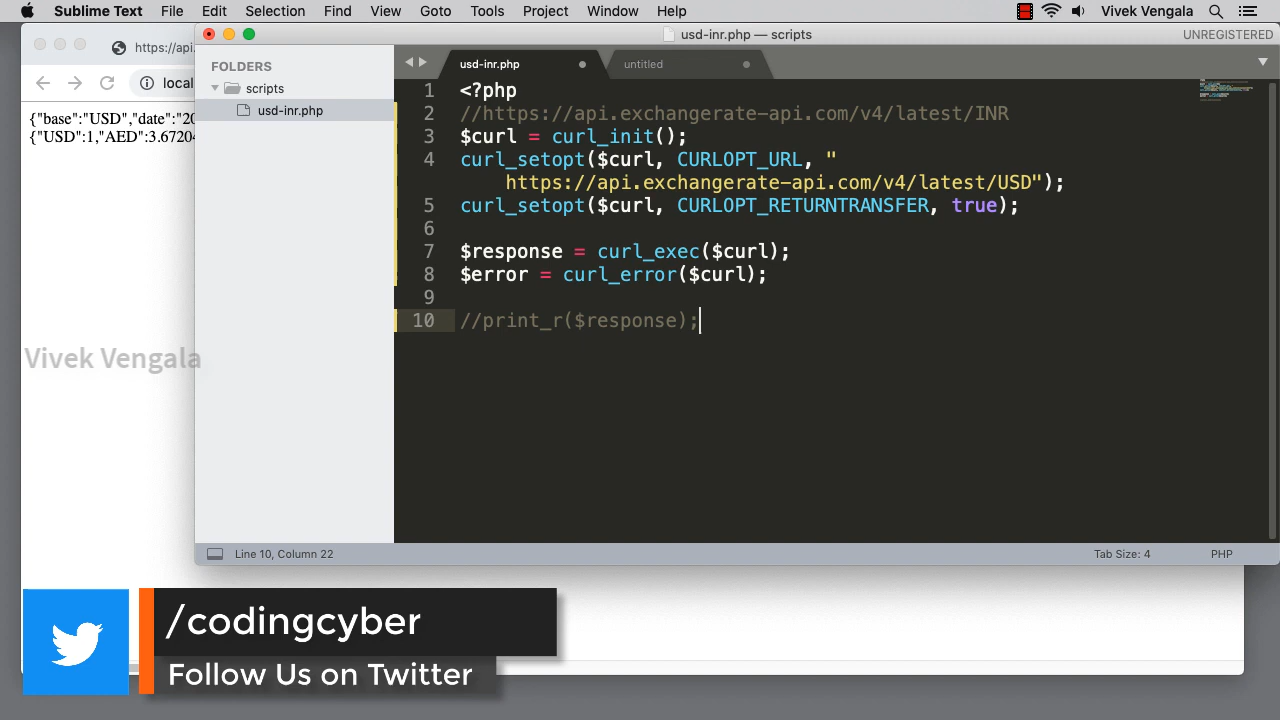 Sublime Text File Edit Selection Find View Goto Tools Project Window Help Vivek Vengala
usd-inr.php — scripts
UNREGISTERED
https://api.
local
{"base":"USD","date":"20
{"USD":1,"AED":3.6720
FOLDERS
scripts
usd-inr.php
usd-inr.php
untitled
1 <?php
2 //https://api.exchangerate-api.com/v4/latest/INR
3 $curl = curl_init();
4 curl_setopt($curl, CURLOPT_URL, "
https://api.exchangerate-api.com/v4/latest/USD");
5 curl_setopt($curl, CURLOPT_RETURNTRANSFER, true);
6
7 $response = curl_exec($curl);
8 $error = curl_error($curl);
9
10 //print_r($response);
Vivek Vengala
Line 10, Column 22
Tab Size: 4
PHP
/codingcyber
Follow Us on Twitter